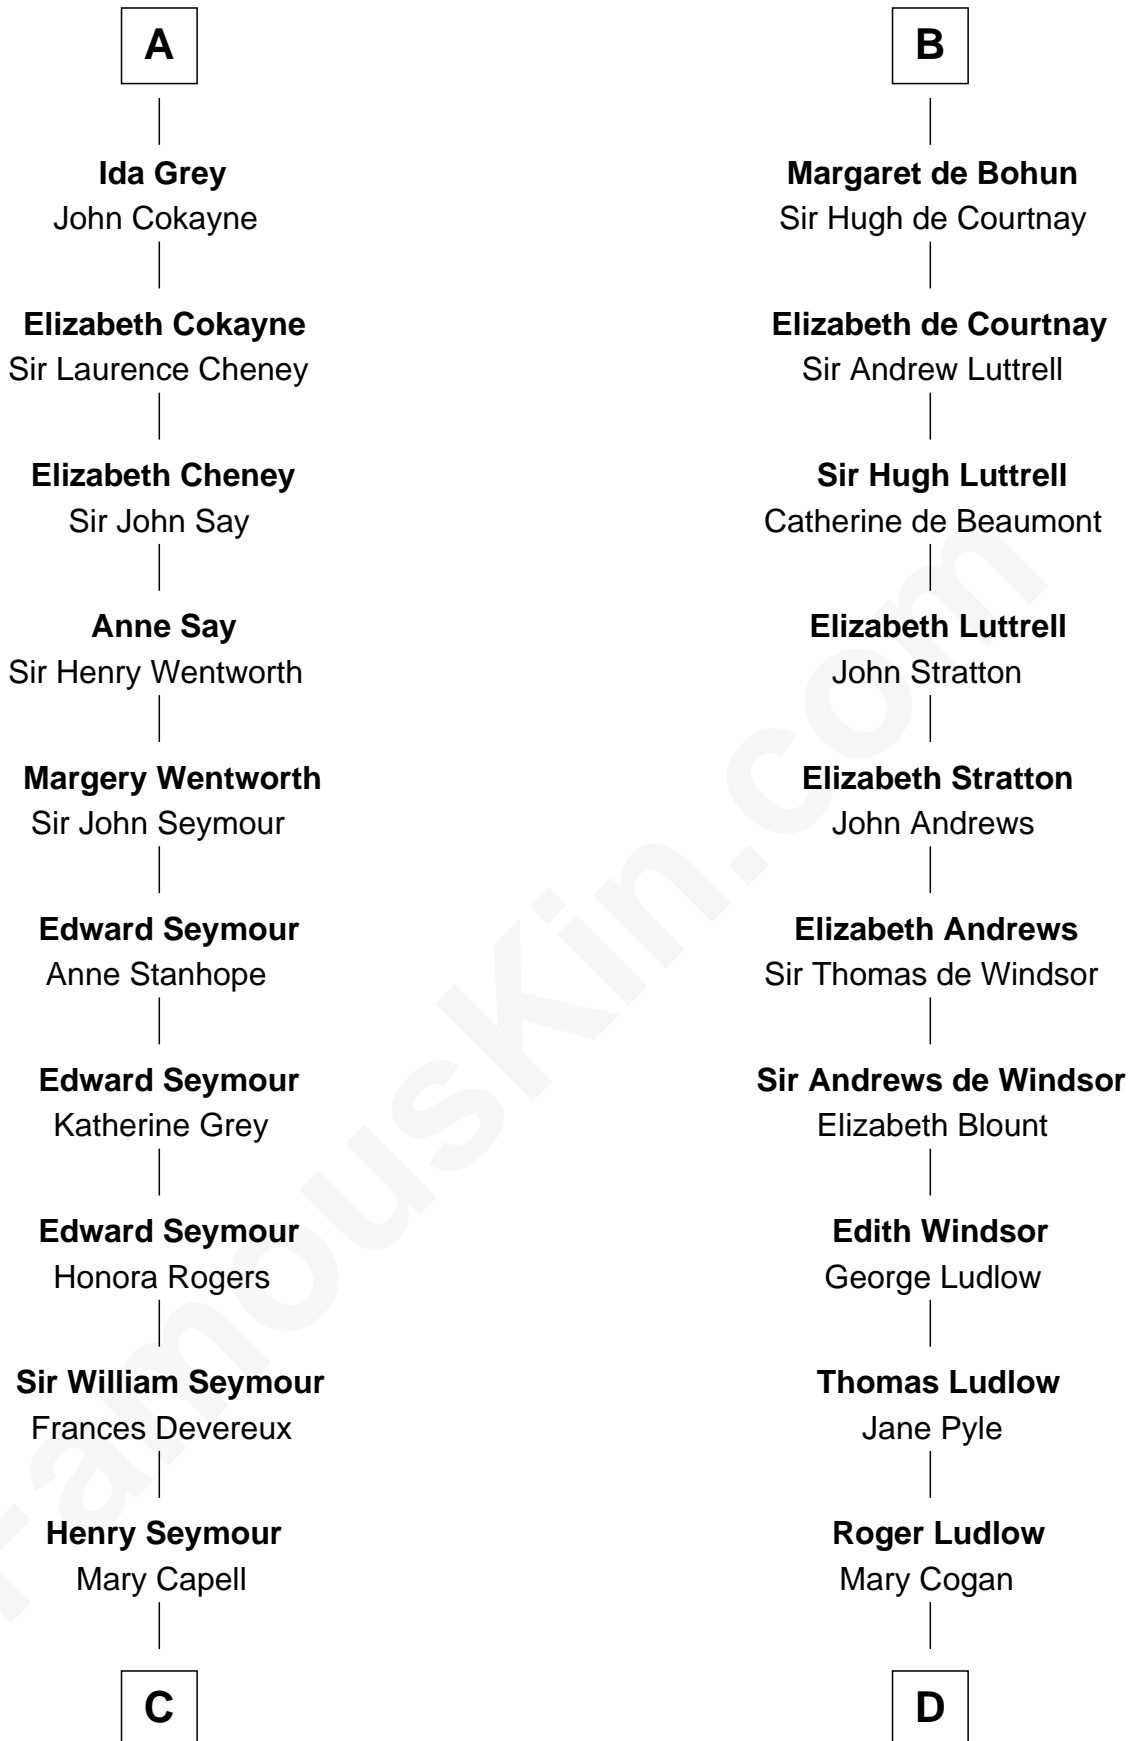 A
Ida Grey
John Cokayne
Elizabeth Cokayne
Sir Laurence Cheney
Elizabeth Cheney
Sir John Say
Anne Say
Sir Henry Wentworth
Margery Wentworth
Sir John Seymour
Edward Seymour
Anne Stanhope
Edward Seymour
Katherine Grey
Edward Seymour
Honora Rogers
Sir William Seymour
Frances Devereux
Henry Seymour
Mary Capell
C
B
Margaret de Bohun
Sir Hugh de Courtnay
Elizabeth de Courtnay
Sir Andrew Luttrell
Sir Hugh Luttrell
Catherine de Beaumont
Elizabeth Luttrell
John Stratton
Elizabeth Stratton
John Andrews
Elizabeth Andrews
Sir Thomas de Windsor
Sir Andrews de Windsor
Elizabeth Blount
Edith Windsor
George Ludlow
Thomas Ludlow
Jane Pyle
Roger Ludlow
Mary Cogan
D
FamousKin.com